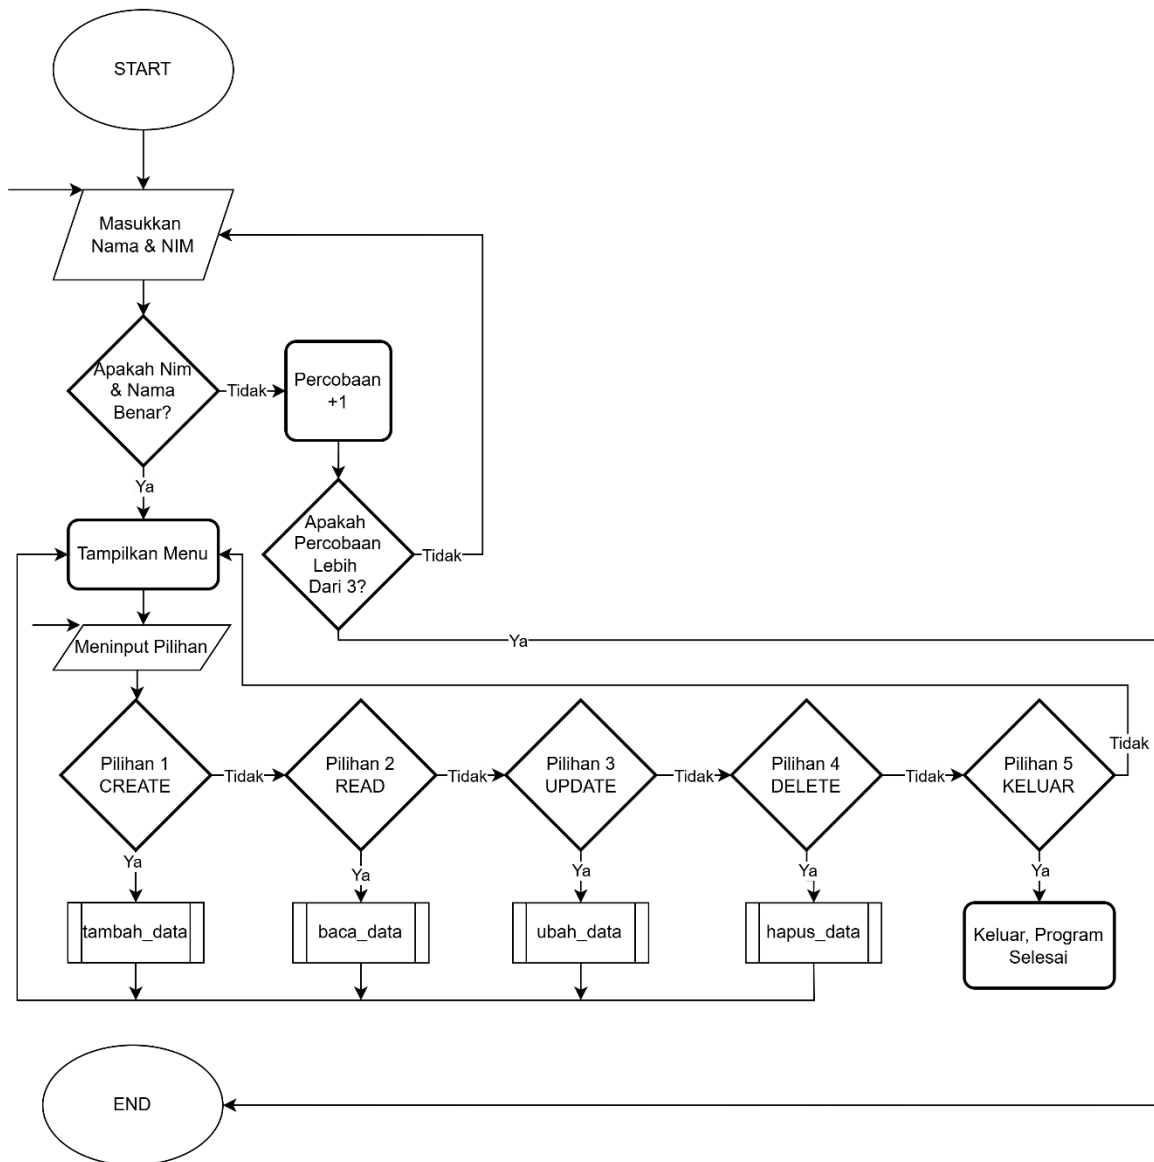 START
Masukkan
Nama & NIM
Apakah Nim
& Nama
Benar?
Tidak
Percobaan
+1
Ya
Tampilkan Menu
Apakah
Percobaan
Lebih
Dari 3?
Tidak
Ya
Meninput Pilihan
Pilihan 1
CREATE
Tidak
Pilihan 2
READ
Tidak
Pilihan 3
UPDATE
Tidak
Pilihan 4
DELETE
Tidak
Pilihan 5
KELUAR
Tidak
Ya
Ya
Ya
Ya
Ya
tambah_data
baca_data
ubah_data
hapus_data
Keluar, Program
Selesai
END